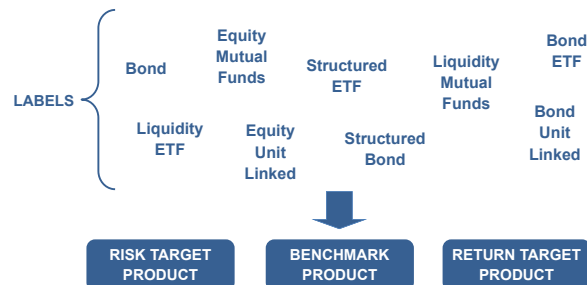 LABELS
Bond
Equity
Mutual
Funds
Structured
ETF
Liquidity
Mutual
Funds
Bond
ETF
Liquidity
ETF
Equity
Unit
Linked
Structured
Bond
Bond
Unit
Linked
RISK TARGET
PRODUCT
BENCHMARK
PRODUCT
RETURN TARGET
PRODUCT